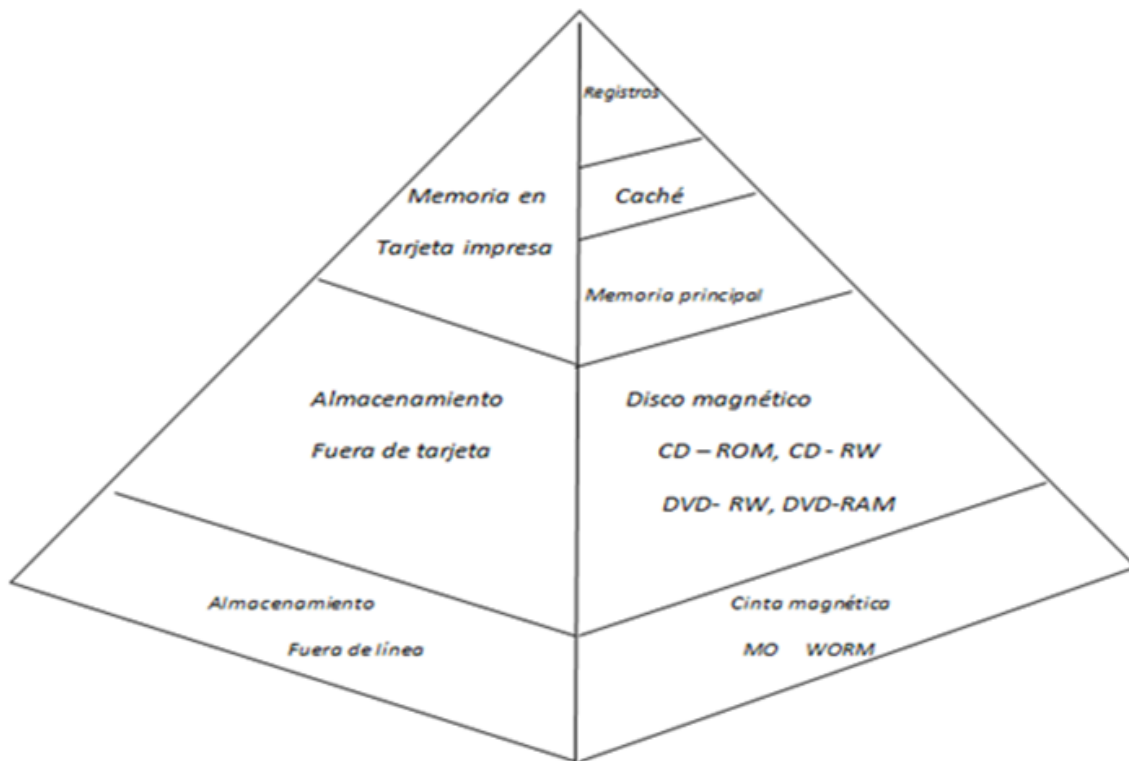 Registros
Memoria en
Tarjeta impresa
Caché
Memoria principal
Almacenamiento
Fuera de tarjeta
Disco magnético
CD – ROM, CD - RW
DVD- RW, DVD-RAM
Almacenamiento
Fuera de línea
Cinta magnética
MO WORM